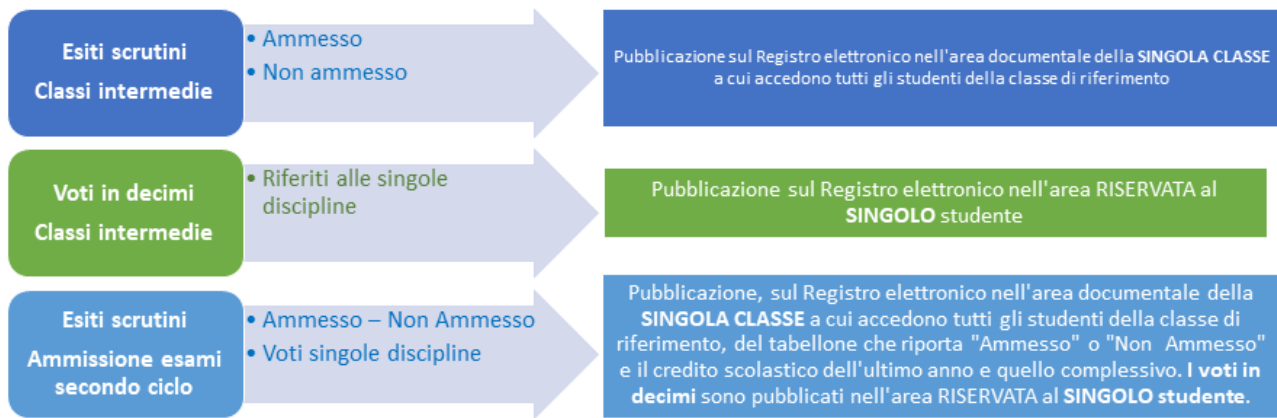 Esiti scrutini
Classi intermedie
• Ammesso
• Non ammesso
Pubblicazione sul Registro elettronico nell'area documentale della SINGOLA CLASSE
a cui accedono tutti gli studenti della classe di riferimento
Voti in decimi
Classi intermedie
• Riferiti alle singole
discipline
Pubblicazione sul Registro elettronico nell'area RISERVATA al
SINGOLO studente
Esiti scrutini
Ammissione esami
secondo ciclo
• Ammesso – Non Ammesso
• Voti singole discipline
Pubblicazione, sul Registro elettronico nell'area documentale della
SINGOLA CLASSE a cui accedono tutti gli studenti della classe di
riferimento, del tabellone che riporta "Ammesso" o "Non Ammesso"
e il credito scolastico dell'ultimo anno e quello complessivo. I voti in
decimi sono pubblicati nell'area RISERVATA al SINGOLO studente.